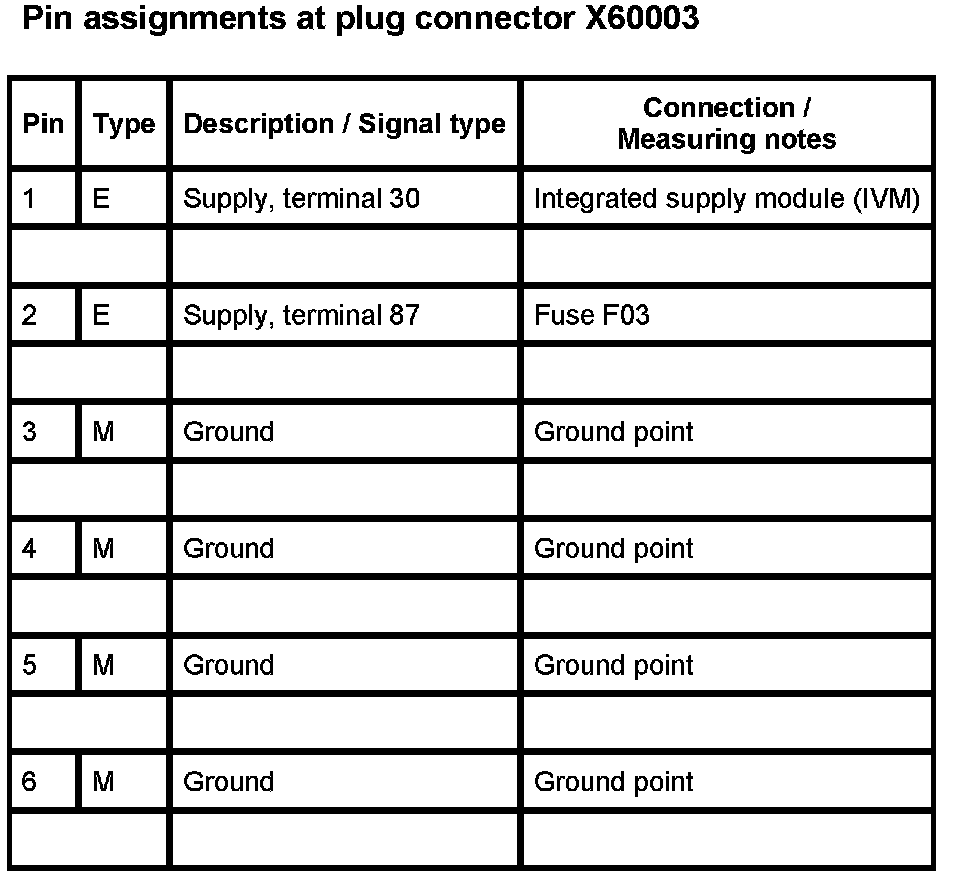 Pin assignments at plug connector X60003
Pin Type Description / Signal type Connection / Measuring notes
1 E Supply, terminal 30 Integrated supply module (IVM)
2 E Supply, terminal 87 Fuse F03
3 M Ground Ground point
4 M Ground Ground point
5 M Ground Ground point
6 M Ground Ground point